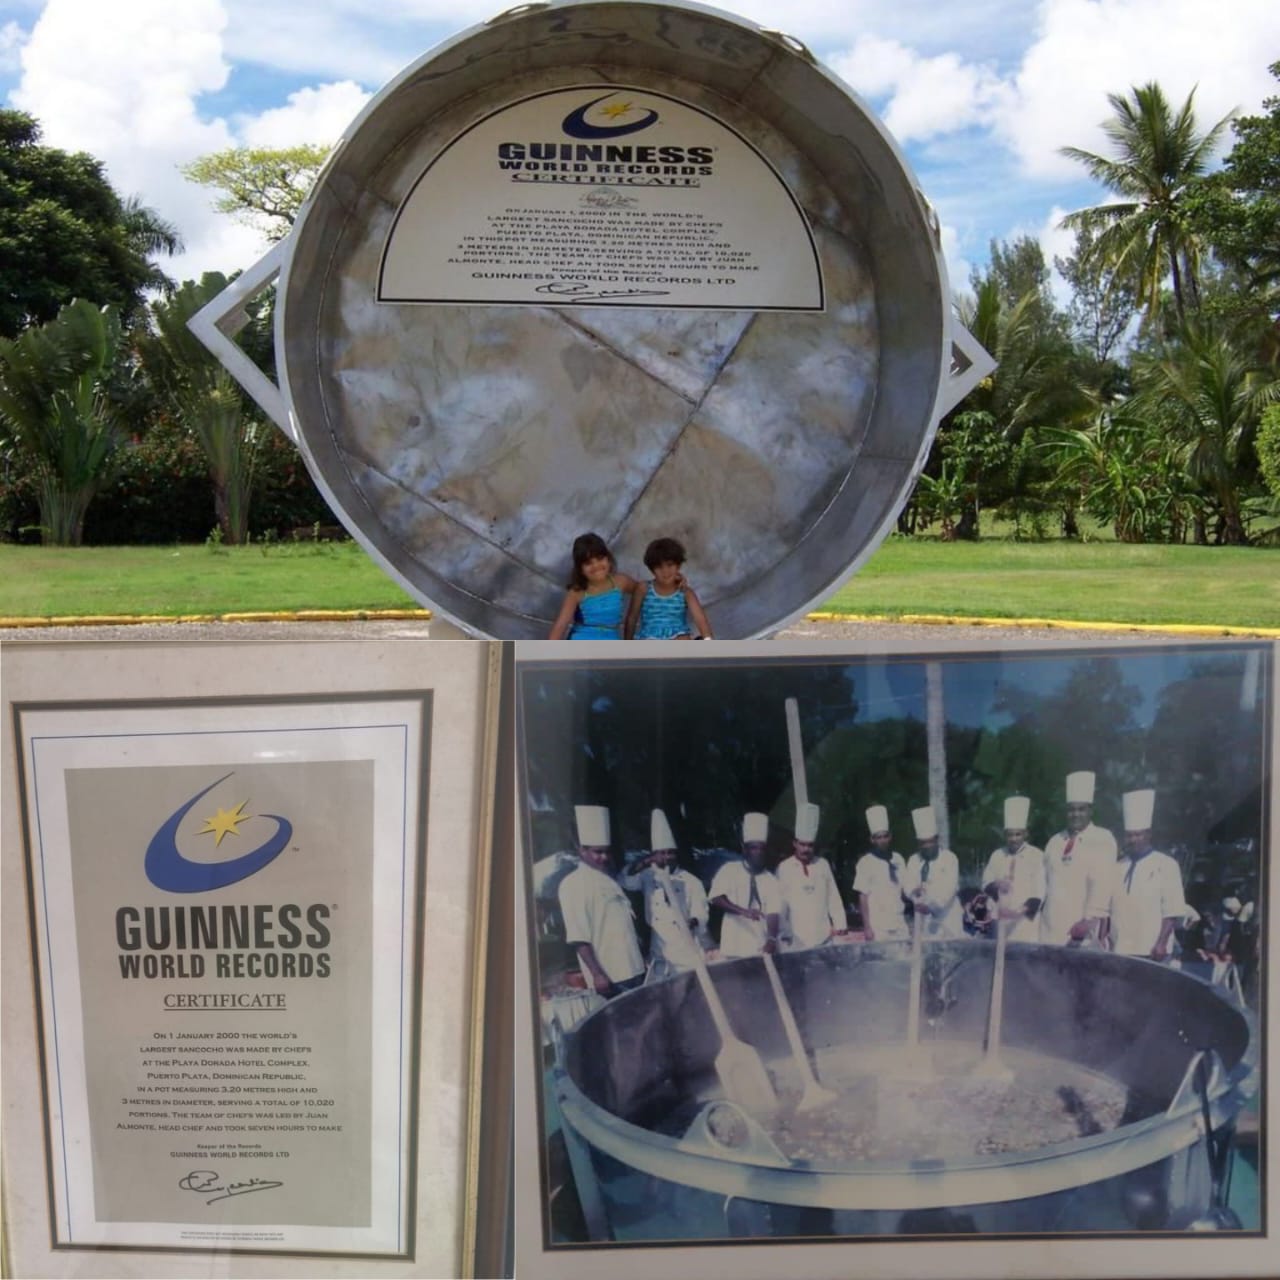 GUINNESS
WORLD RECORDS
CERTIFICATE
ON JANUARY 1, 2000 IN THE WORLD'S
LARGEST SANCOCHO WAS MADE BY CHEFS
AT THE PLAYA DORADA HOTEL COMPLEX,
PUERTO PLATA, DOMINICAN REPUBLIC,
IN THISPOT MEASURING 3.20 METRES HIGH AND
3 METERS IN DIAMETER, SERVING A TOTAL OF 10,020
PORTIONS. THE TEAM OF CHEFS WAS LED BY JUAN
ALMONTE, HEAD CHEF AN TOOK SEVEN HOURS TO MAKE
Keeper of the Records
GUINNESS WORLD RECORDS LTD
GUINNESS®
WORLD RECORDS
CERTIFICATE
ON 1 JANUARY 2000 THE WORLD'S
LARGEST SANCOCHO WAS MADE BY CHEFS
AT THE PLAYA DORADA HOTEL COMPLEX,
PUERTO PLATA, DOMINICAN REPUBLIC,
IN A POT MEASURING 3.20 METRES HIGH AND
3 METRES IN DIAMETER, SERVING A TOTAL OF 10,020
PORTIONS. THE TEAM OF CHEFS WAS LED BY JUAN
ALMONTE, HEAD CHEF AND TOOK SEVEN HOURS TO MAKE
Keeper of the Records
GUINNESS WORLD RECORDS LTD